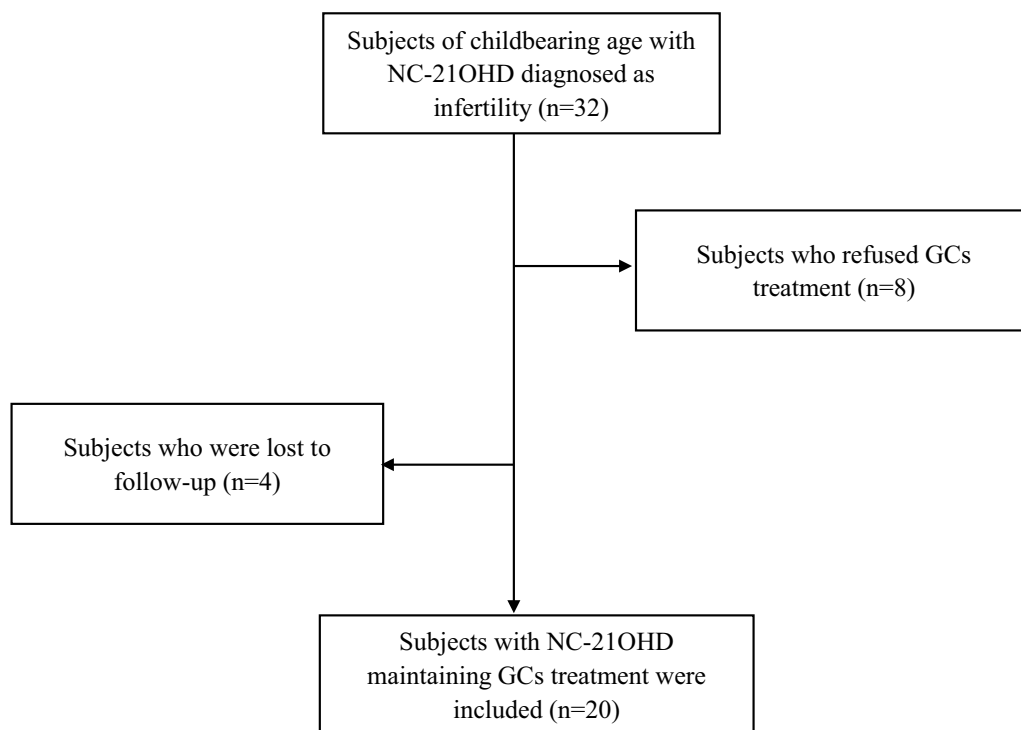 Subjects of childbearing age with
NC-21OHD diagnosed as
infertility (n=32)
Subjects who refused GCs
treatment (n=8)
Subjects who were lost to
follow-up (n=4)
Subjects with NC-21OHD
maintaining GCs treatment were
included (n=20)